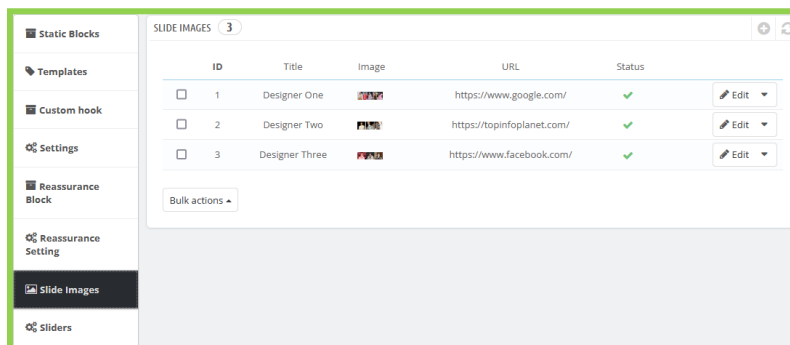 Static Blocks
Templates
Custom hook
Settings
Reassurance
Block
Reassurance
Setting
Slide Images
Sliders
SLIDE IMAGES 3
ID Title Image URL Status
1 Designer One https://www.google.com/ Edit
2 Designer Two https://topinfoplanet.com/ Edit
3 Designer Three https://www.facebook.com/ Edit
Bulk actions